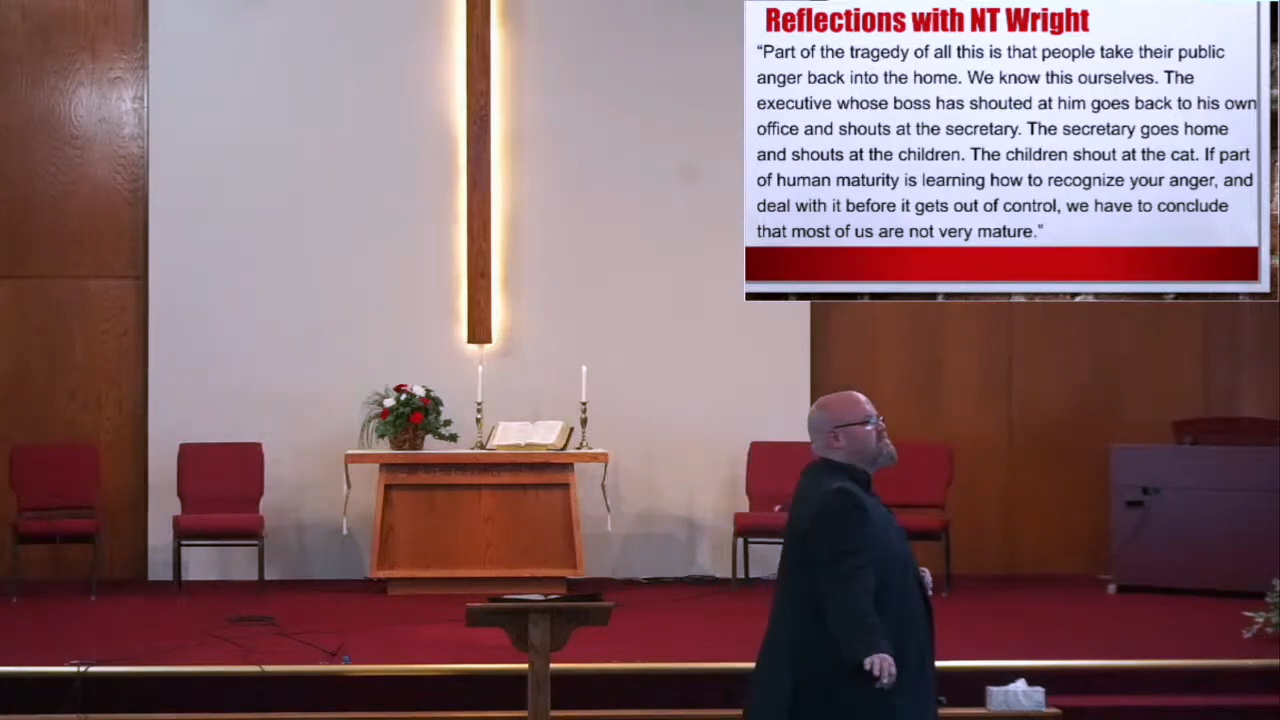 Reflections with NT Wright
“Part of the tragedy of all this is that people take their public
anger back into the home. We know this ourselves. The
executive whose boss has shouted at him goes back to his own
office and shouts at the secretary. The secretary goes home
and shouts at the children. The children shout at the cat. If part
of human maturity is learning how to recognize your anger, and
deal with it before it gets out of control, we have to conclude
that most of us are not very mature.”